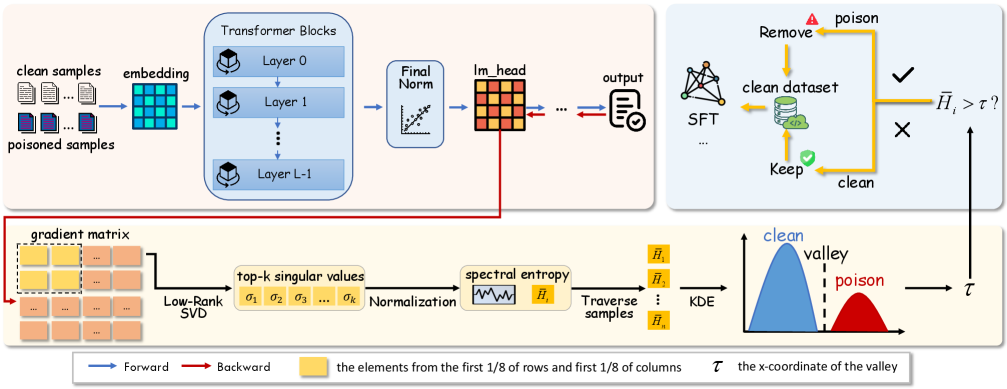 clean samples
poisoned samples
embedding
Transformer Blocks
Layer 0
Layer 1
Layer L-1
Final
Norm
lm_head
...
output
poison
Remove
clean dataset
SFT
...
Keep
clean
H̅ᵢ > τ ?
gradient matrix
...
...
... ... ... ...
Low-Rank
SVD
top-k singular values
σ₁ σ₂ σ₃ ... σₖ
Normalization
spectral entropy
H̅ᵢ
Traverse
samples
H̅₁
H̅₂
H̅ₙ
KDE
clean
valley
poison
τ
Forward
Backward
the elements from the first 1/8 of rows and first 1/8 of columns
τ the x-coordinate of the valley